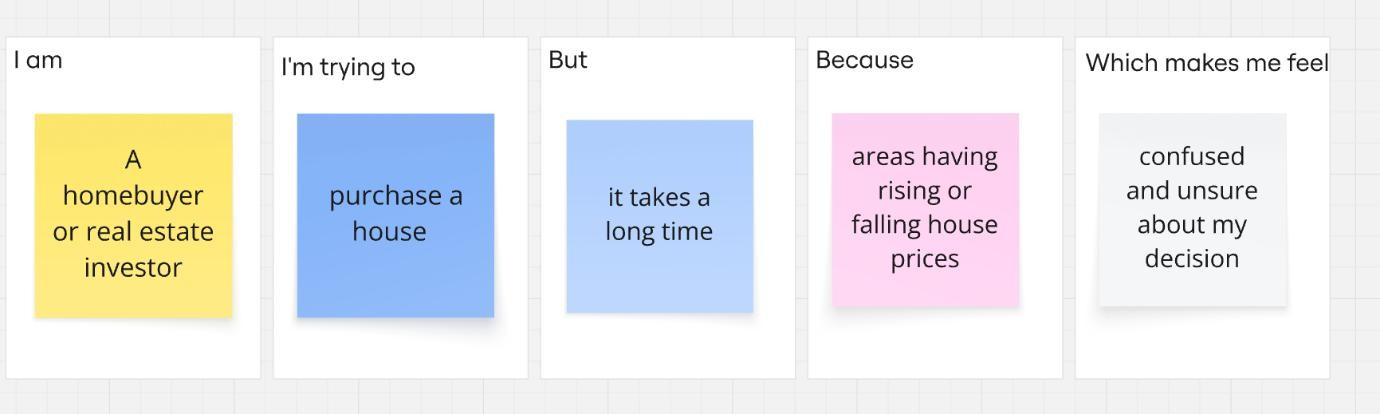 I am
A
homebuyer
or real estate
investor
I'm trying to
purchase a
house
But
it takes a
long time
Because
areas having
rising or
falling house
prices
Which makes me feel
confused
and unsure
about my
decision